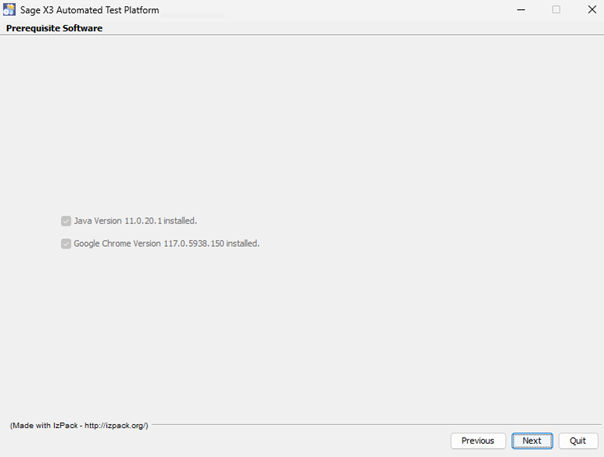 Sage X3 Automated Test Platform
Prerequisite Software
Java Version 11.0.20.1 installed.
Google Chrome Version 117.0.5938.150 installed.
(Made with IzPack - http://izpack.org/)
Previous Next Quit